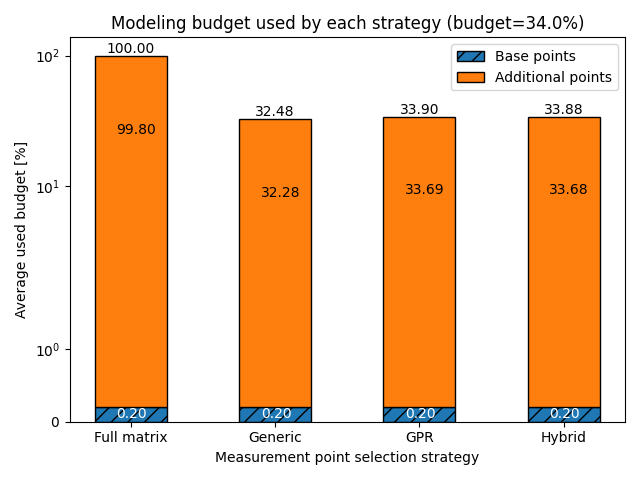 Modeling budget used by each strategy (budget=34.0%)
Average used budget [%]
10²
10¹
10⁰
0
Base points
Additional points
100.00
32.48
33.90
33.88
99.80
32.28
33.69
33.68
0.20
0.20
0.20
0.20
Full matrix
Generic
GPR
Hybrid
Measurement point selection strategy